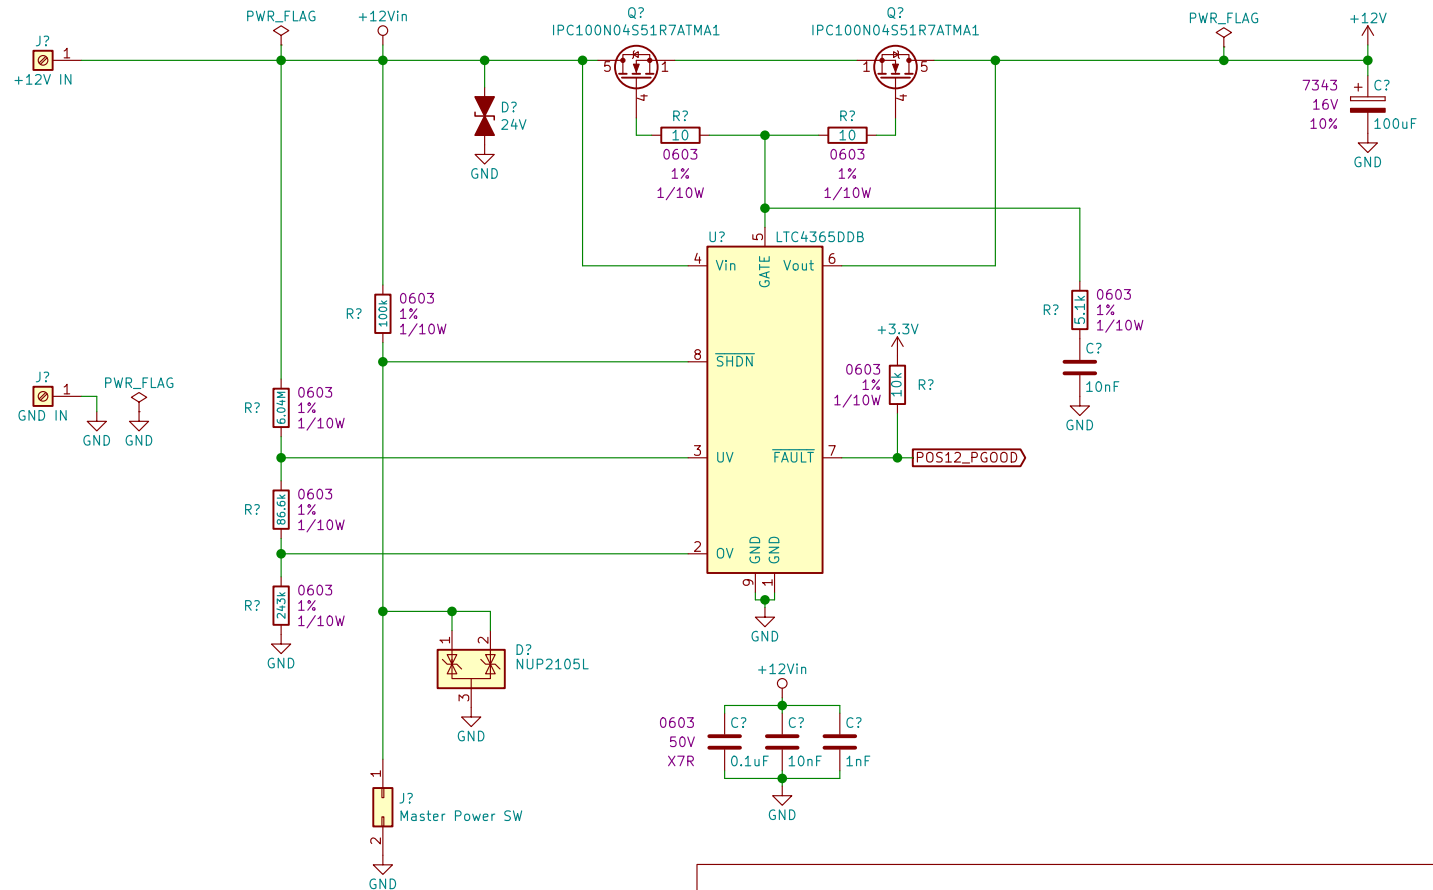 PWR_FLAG
+12Vin
Q?
IPC100N04S51R7ATMA1
Q?
IPC100N04S51R7ATMA1
PWR_FLAG
+12V
J?
1
+12V IN
5
1
4
1
5
4
D?
24V
GND
R?
10
0603
1%
1/10W
R?
10
0603
1%
1/10W
7343
16V
10%
+
C?
100uF
GND
U?
LTC4365DDB
5
GATE
4
Vin
Vout
6
8
SHDN
3
UV
FAULT
7
2
OV
GND
GND
9
1
GND
R?
100k
0603
1%
1/10W
R?
5.1k
0603
1%
1/10W
C?
10nF
GND
+3.3V
0603
1%
1/10W
10k
R?
POS12_PGOOD
J?
1
GND IN
GND
PWR_FLAG
GND
R?
6.04M
0603
1%
1/10W
R?
86.6k
0603
1%
1/10W
R?
243k
0603
1%
1/10W
GND
1
2
3
D?
NUP2105L
GND
+12Vin
0603
50V
X7R
C?
0.1uF
C?
10nF
C?
1nF
GND
1
J?
Master Power SW
2
GND